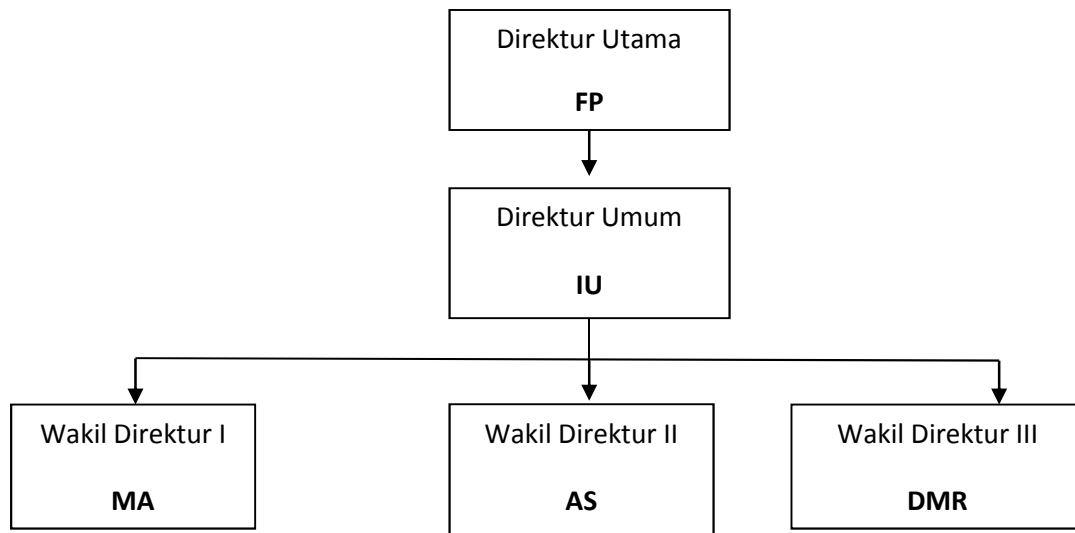 Direktur Utama
FP
Direktur Umum
IU
Wakil Direktur I
MA
Wakil Direktur II
AS
Wakil Direktur III
DMR